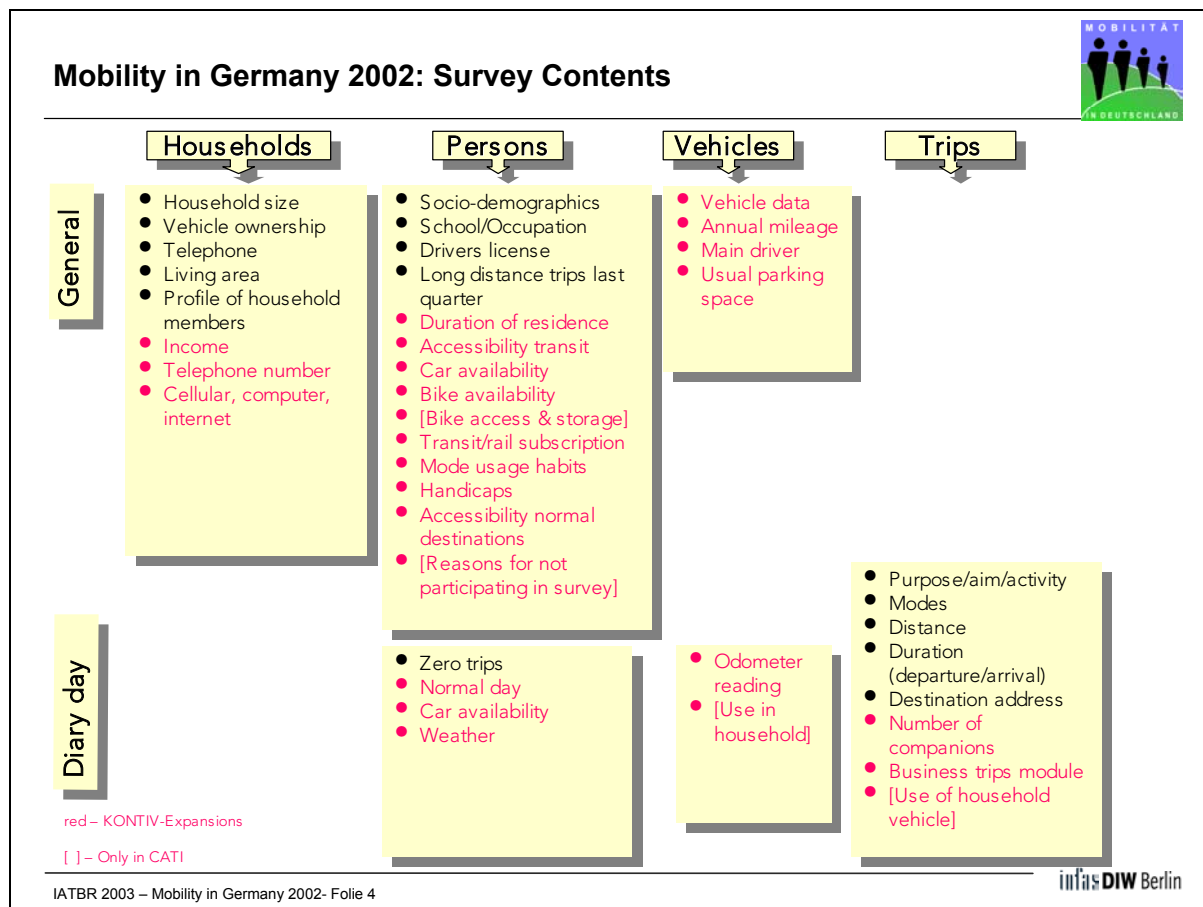 Mobility in Germany 2002: Survey Contents
MOBILITÄT
IN DEUTSCHLAND
Households
Persons
Vehicles
Trips
General
Household size
Vehicle ownership
Telephone
Living area
Profile of household
members
Income
Telephone number
Cellular, computer,
internet
Socio-demographics
School/Occupation
Drivers license
Long distance trips last
quarter
Duration of residence
Accessibility transit
Car availability
Bike availability
[Bike access & storage]
Transit/rail subscription
Mode usage habits
Handicaps
Accessibility normal
destinations
[Reasons for not
participating in survey]
Vehicle data
Annual mileage
Main driver
Usual parking
space
Diary day
Zero trips
Normal day
Car availability
Weather
Odometer
reading
[Use in
household]
Purpose/aim/activity
Modes
Distance
Duration
(departure/arrival)
Destination address
Number of
companions
Business trips module
[Use of household
vehicle]
red – KONTIV-Expansions
[ ] – Only in CATI
IATBR 2003 – Mobility in Germany 2002- Folie 4
infas DIW Berlin